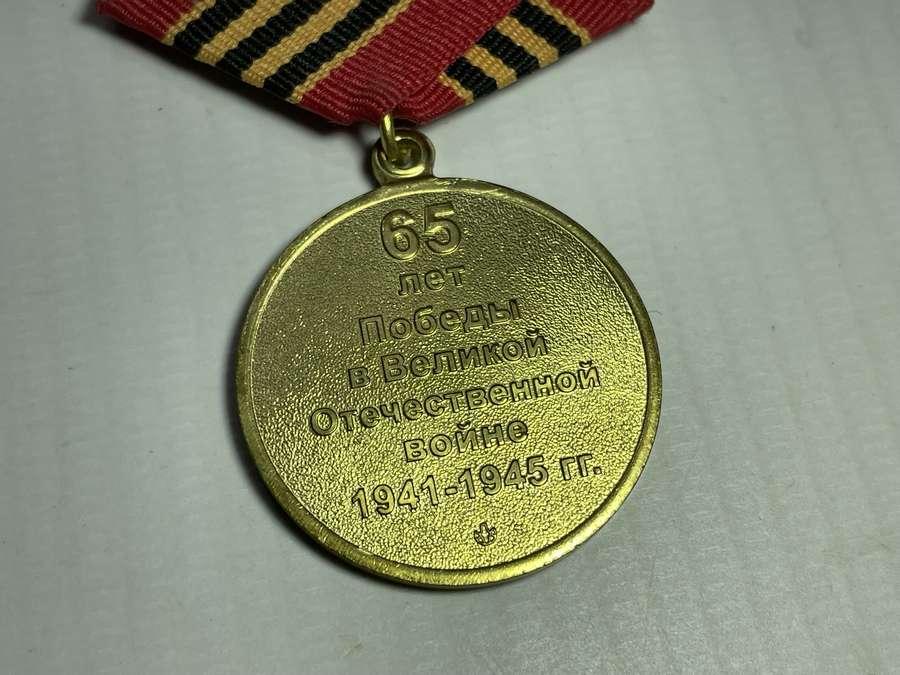 65
лет
Победы
в Великой
Отечественной
войне
1941-1945 гг.